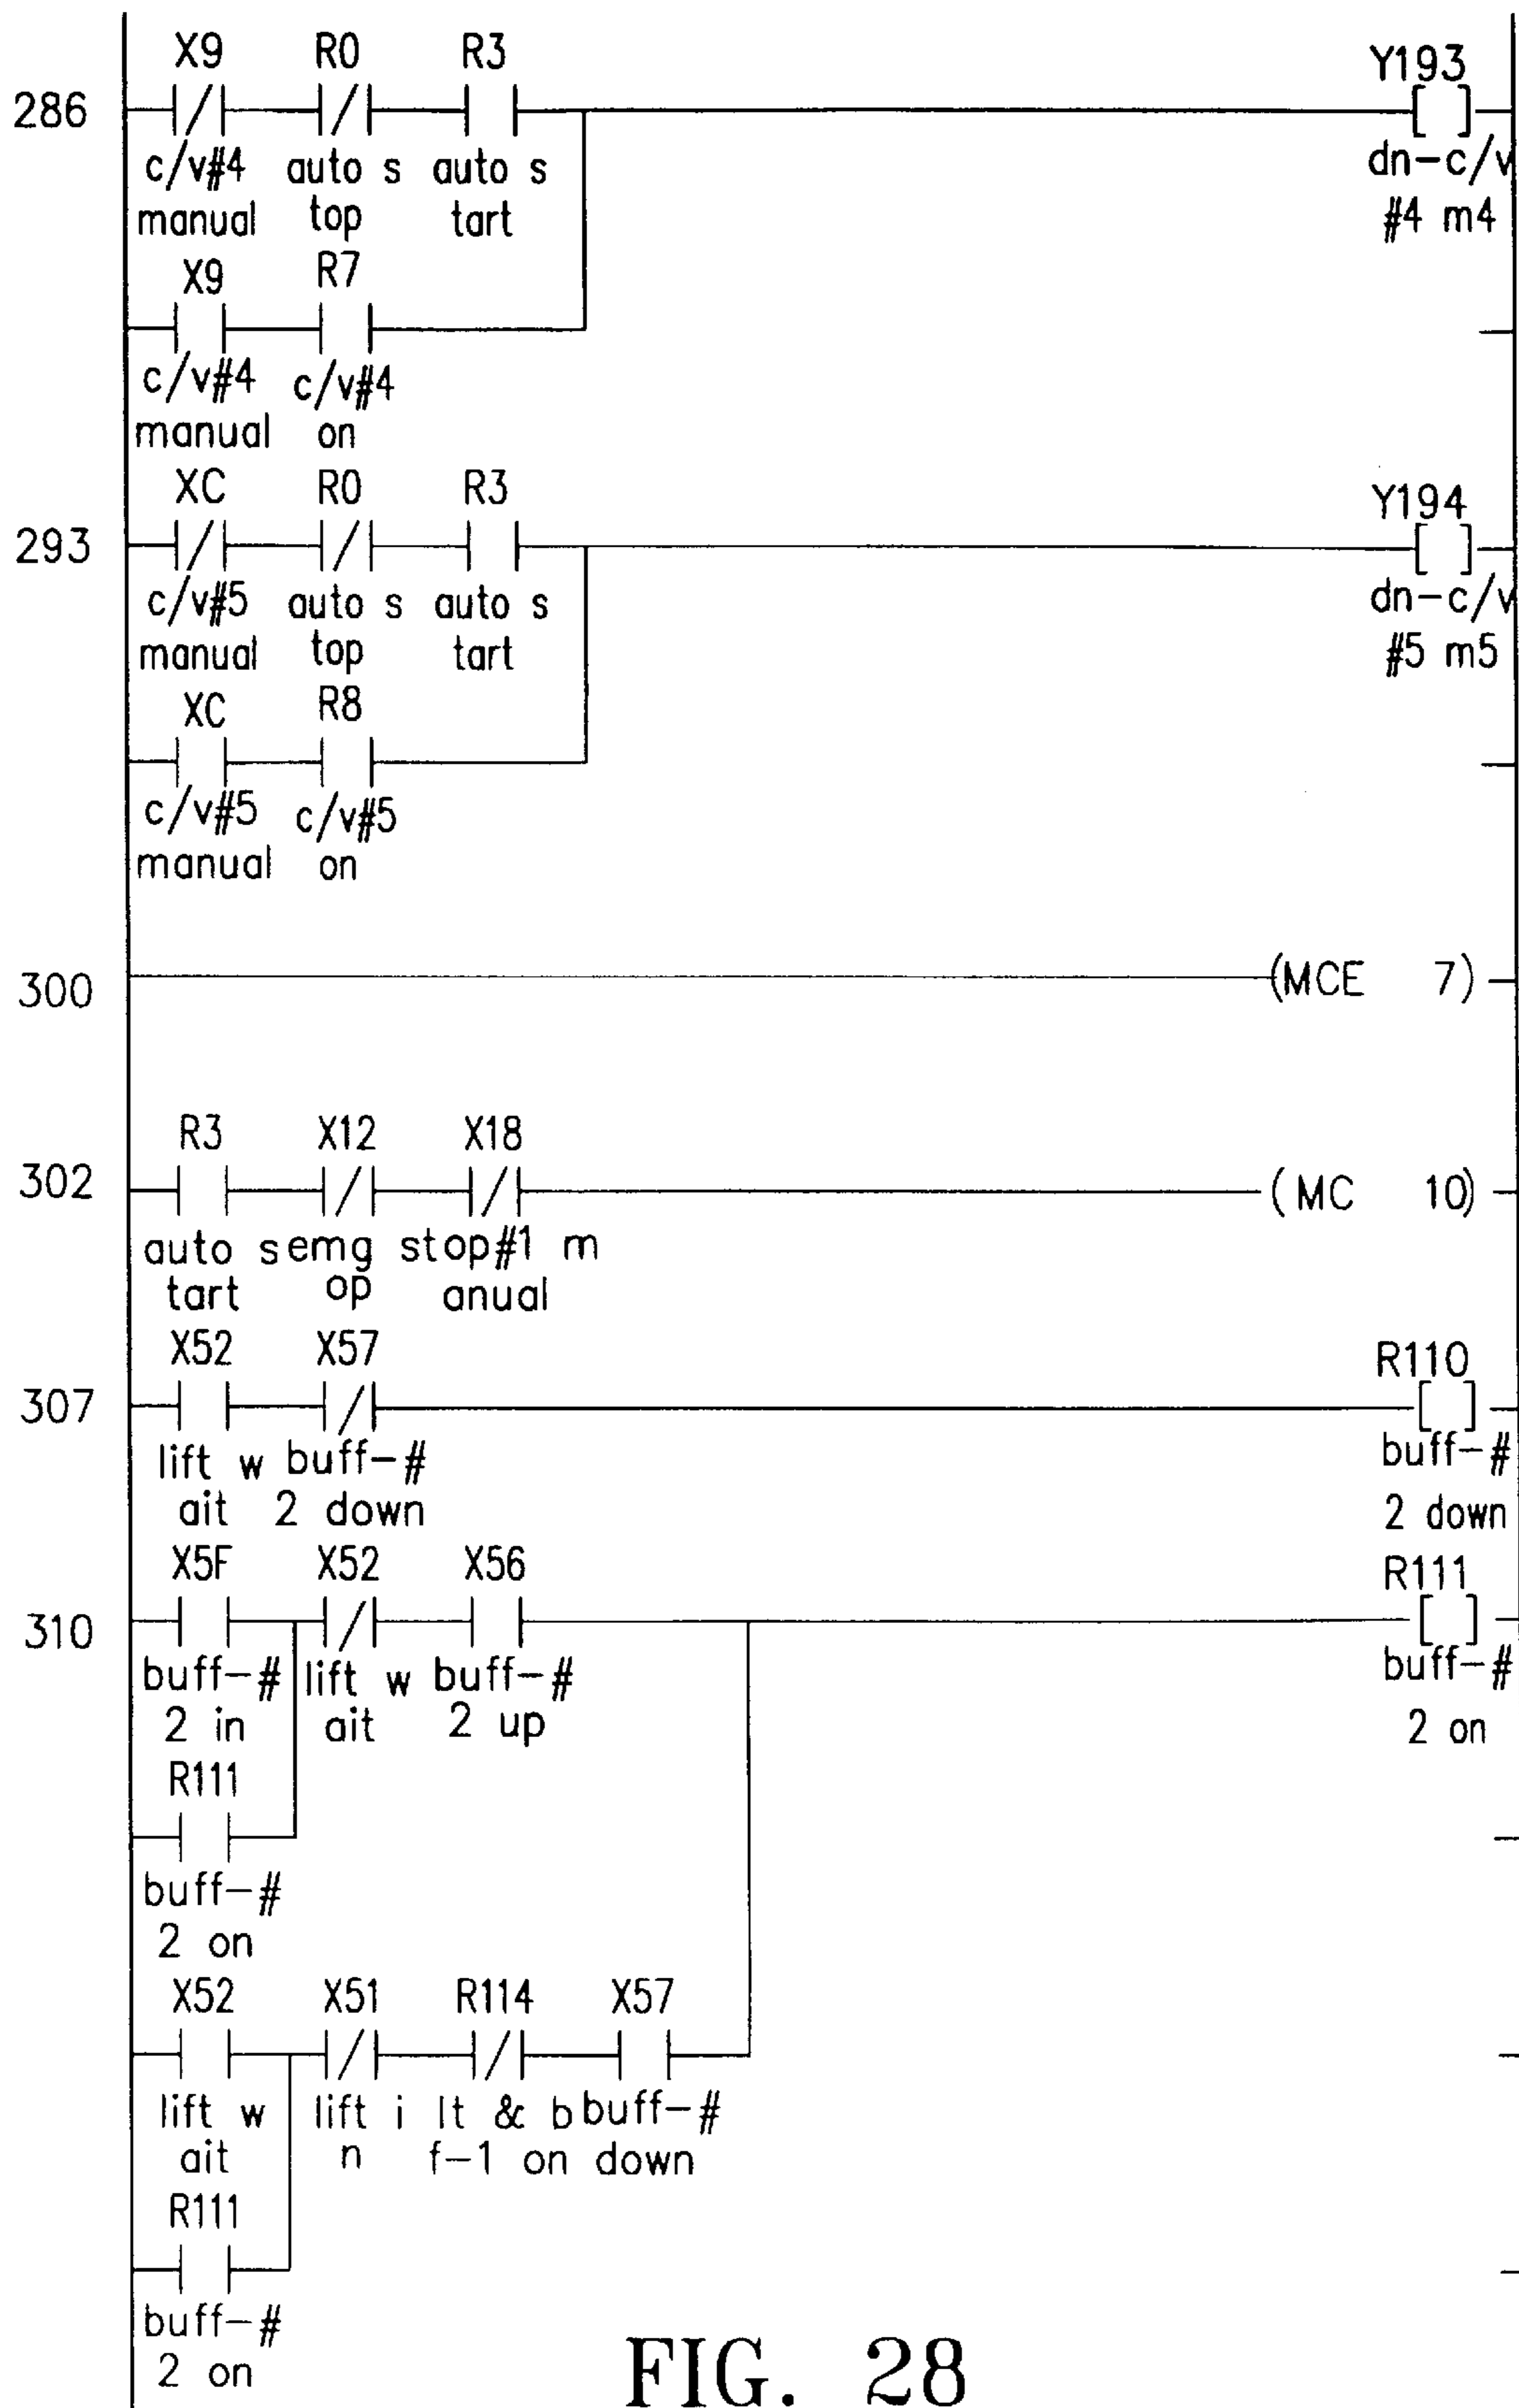 X9 R0 R3 Y193
286
c/v#4 auto s auto s dn-c/v
manual top tart #4 m4
X9 R7
c/v#4 c/v#4
manual on
XC R0 R3 Y194
293
c/v#5 auto s auto s dn-c/v
manual top tart #5 m5
XC R8
c/v#5 c/v#5
manual on
300 (MCE 7)
R3 X12 X18
302 (MC 10)
auto semg stop#1 m
tart op anual
X52 X57 R110
307
lift w buff-# buff-#
ait 2 down 2 down
X5F X52 X56 R111
310
buff-# lift w buff-# buff-#
2 in ait 2 up 2 on
R111
buff-#
2 on
X52 X51 R114 X57
lift w lift i lt & bbuff-#
ait n f-1 on down
R111
buff-#
2 on
FIG. 28